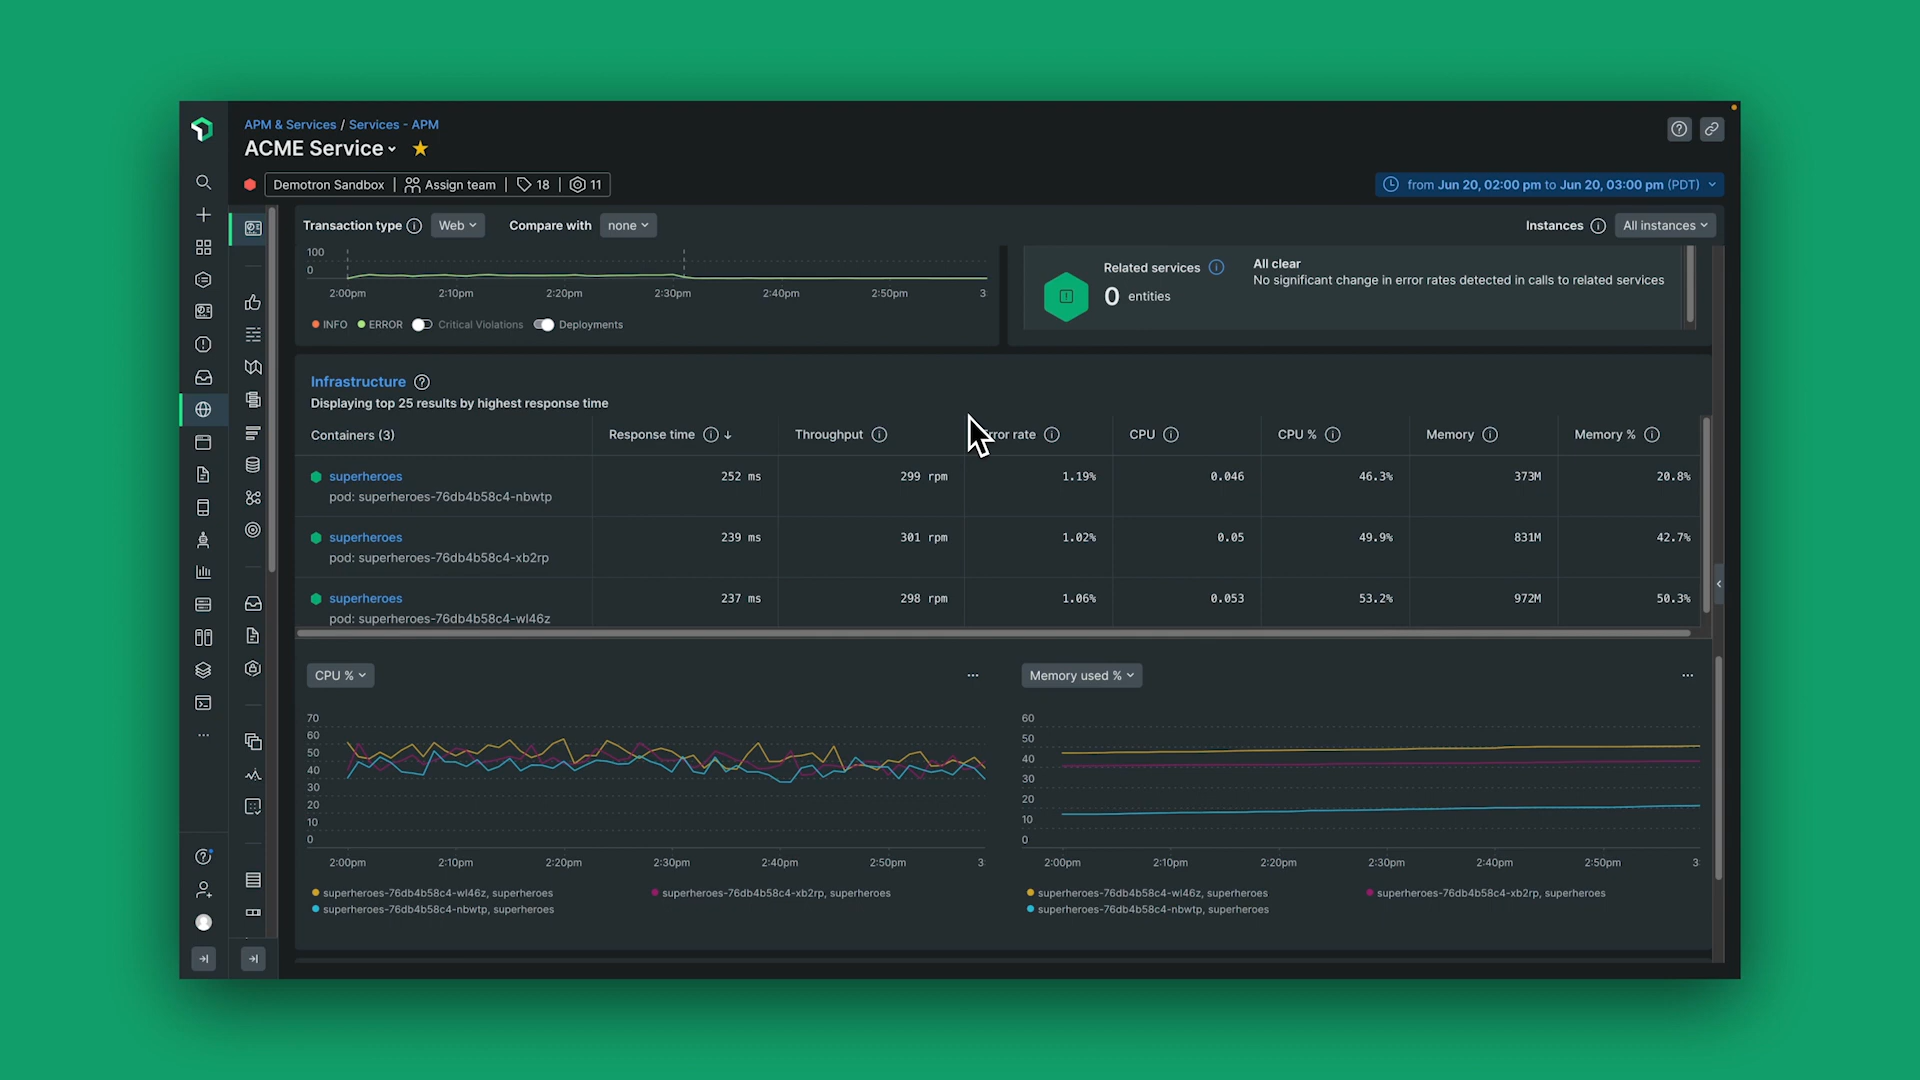 APM & Services / Services - APM
ACME Service
Demotron Sandbox | Assign team | 18 | 11
from Jun 20, 02:00 pm to Jun 20, 03:00 pm (PDT)
Transaction type Web Compare with none
Instances All instances
100
0
2:00pm 2:10pm 2:20pm 2:30pm 2:40pm 2:50pm 3
INFO ERROR Critical Violations Deployments
Related services
0 entities
All clear
No significant change in error rates detected in calls to related services
Infrastructure
Displaying top 25 results by highest response time
Containers (3) Response time Throughput rror rate CPU CPU % Memory Memory %
superheroes 252 ms 299 rpm 1.19% 0.046 46.3% 373M 20.8%
pod: superheroes-76db4b58c4-nbwtp
superheroes 239 ms 301 rpm 1.02% 0.05 49.9% 831M 42.7%
pod: superheroes-76db4b58c4-xb2rp
superheroes 237 ms 298 rpm 1.06% 0.053 53.2% 972M 50.3%
pod: superheroes-76db4b58c4-wl46z
CPU %
70
60
50
40
30
20
10
0
2:00pm 2:10pm 2:20pm 2:30pm 2:40pm 2:50pm 3
superheroes-76db4b58c4-wl46z, superheroes superheroes-76db4b58c4-xb2rp, superheroes
superheroes-76db4b58c4-nbwtp, superheroes
Memory used %
60
50
40
30
20
10
0
2:00pm 2:10pm 2:20pm 2:30pm 2:40pm 2:50pm 3
superheroes-76db4b58c4-wl46z, superheroes superheroes-76db4b58c4-xb2rp, superheroes
superheroes-76db4b58c4-nbwtp, superheroes